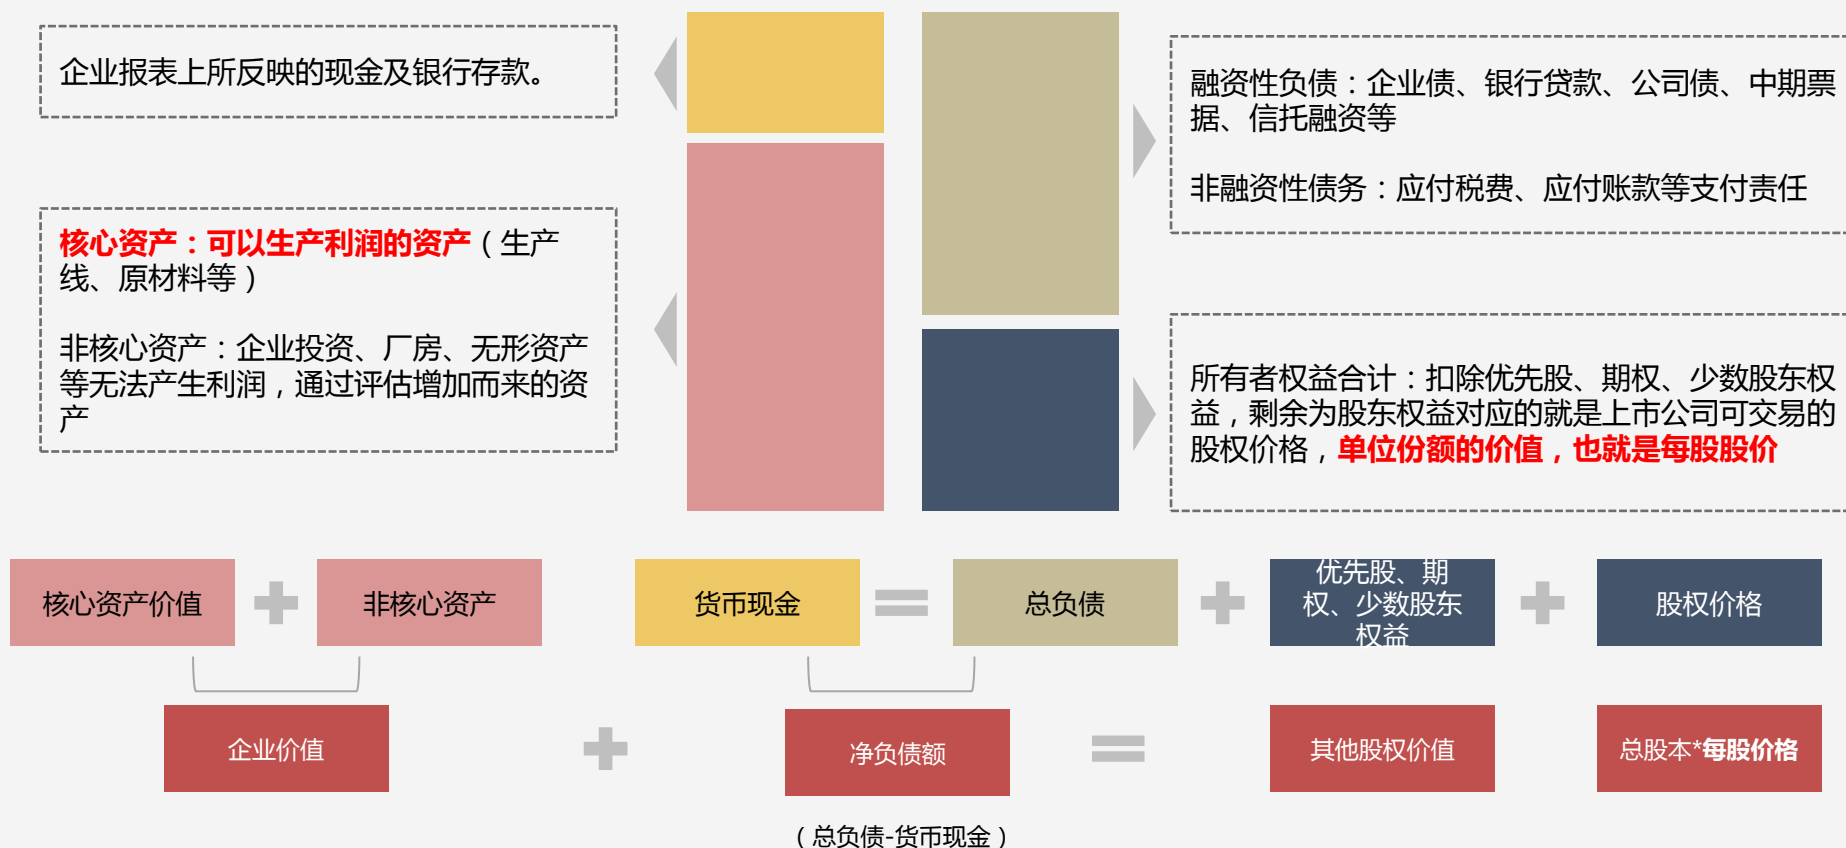 企业报表上所反映的现金及银行存款。
核心资产：可以生产利润的资产（生产
线、原材料等）
非核心资产：企业投资、厂房、无形资产
等无法产生利润，通过评估增加而来的资
产
融资性负债：企业债、银行贷款、公司债、中期票
据、信托融资等
非融资性债务：应付税费、应付账款等支付责任
所有者权益合计：扣除优先股、期权、少数股东权
益，剩余为股东权益对应的就是上市公司可交易的
股权价格，单位份额的价值，也就是每股股价
核心资产价值
非核心资产
货币现金
总负债
优先股、期
权、少数股东
权益
股权价格
企业价值
净负债额
其他股权价值
总股本*每股价格
（总负债-货币现金）